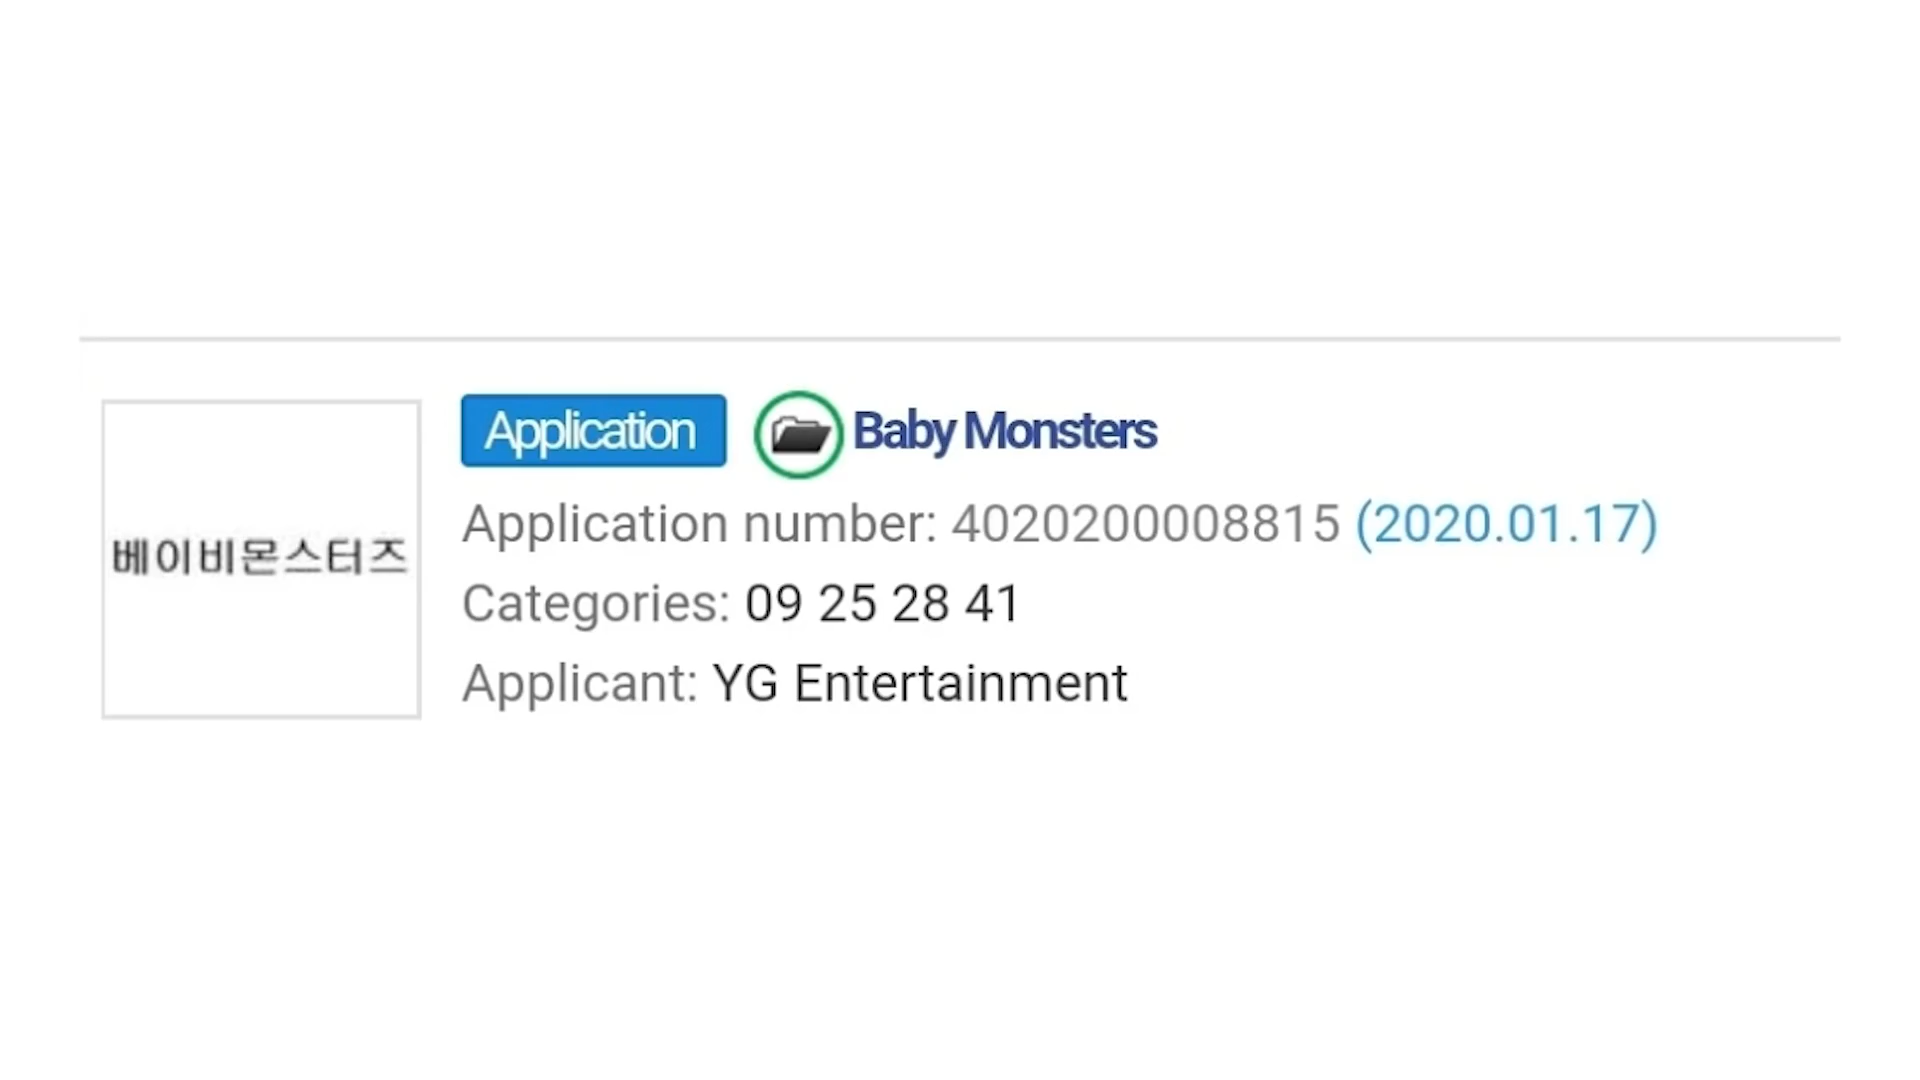 베이비몬스터즈
Application Baby Monsters
Application number: 4020200008815 (2020.01.17)
Categories: 09 25 28 41
Applicant: YG Entertainment